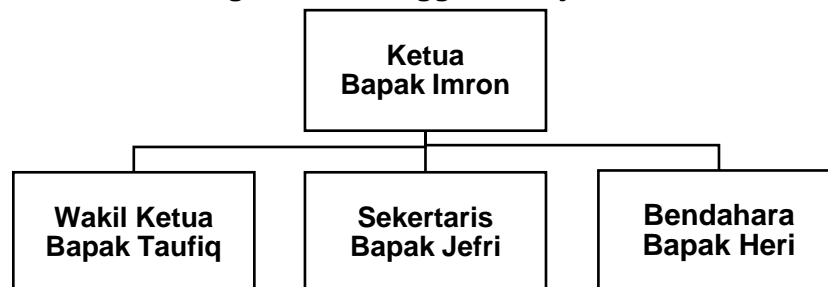 Ketua
Bapak Imron
Wakil Ketua
Bapak Taufiq
Sekertaris
Bapak Jefri
Bendahara
Bapak Heri